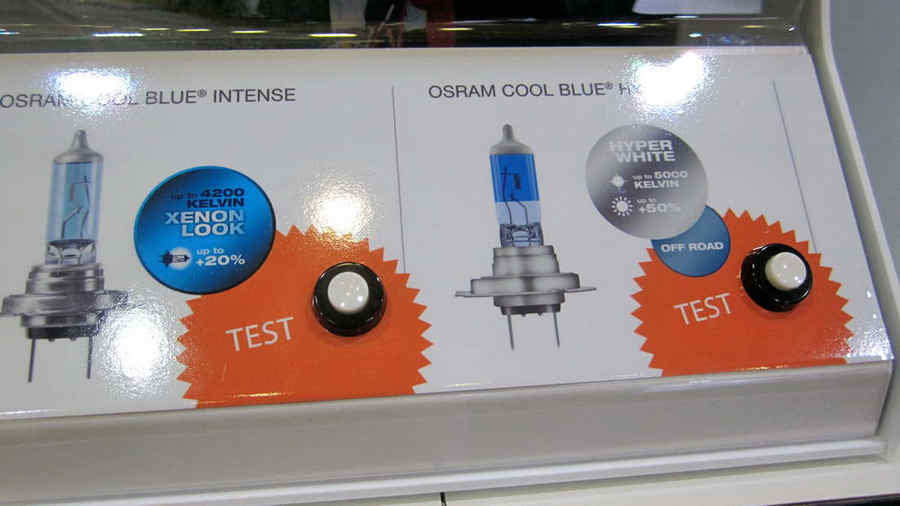 OSRAM COOL BLUE® INTENSE
up to 4200
KELVIN
XENON
LOOK
up to
+20%
TEST
OSRAM COOL BLUE®
HYPER
WHITE
up to 5000
KELVIN
up to
+50%
OFF ROAD
TEST